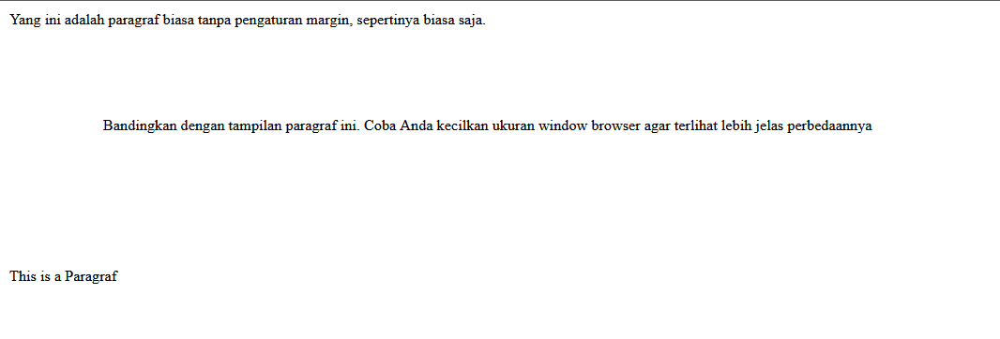 Yang ini adalah paragraf biasa tanpa pengaturan margin, sepertinya biasa saja.
Bandingkan dengan tampilan paragraf ini. Coba Anda kecilkan ukuran window browser agar terlihat lebih jelas perbedaannya
This is a Paragraf